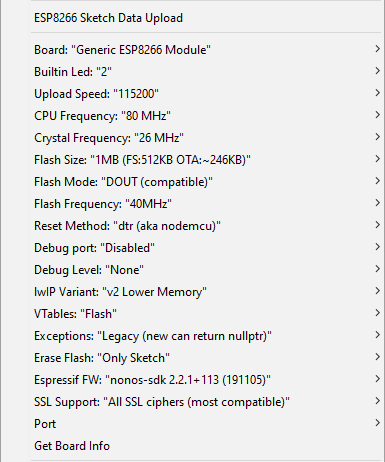 ESP8266 Sketch Data Upload
Board: "Generic ESP8266 Module"
Builtin Led: "2"
Upload Speed: "115200"
CPU Frequency: "80 MHz"
Crystal Frequency: "26 MHz"
Flash Size: "1MB (FS:512KB OTA:~246KB)"
Flash Mode: "DOUT (compatible)"
Flash Frequency: "40MHz"
Reset Method: "dtr (aka nodemcu)"
Debug port: "Disabled"
Debug Level: "None"
lwIP Variant: "v2 Lower Memory"
VTables: "Flash"
Exceptions: "Legacy (new can return nullptr)"
Erase Flash: "Only Sketch"
Espressif FW: "nonos-sdk 2.2.1+113 (191105)"
SSL Support: "All SSL ciphers (most compatible)"
Port
Get Board Info